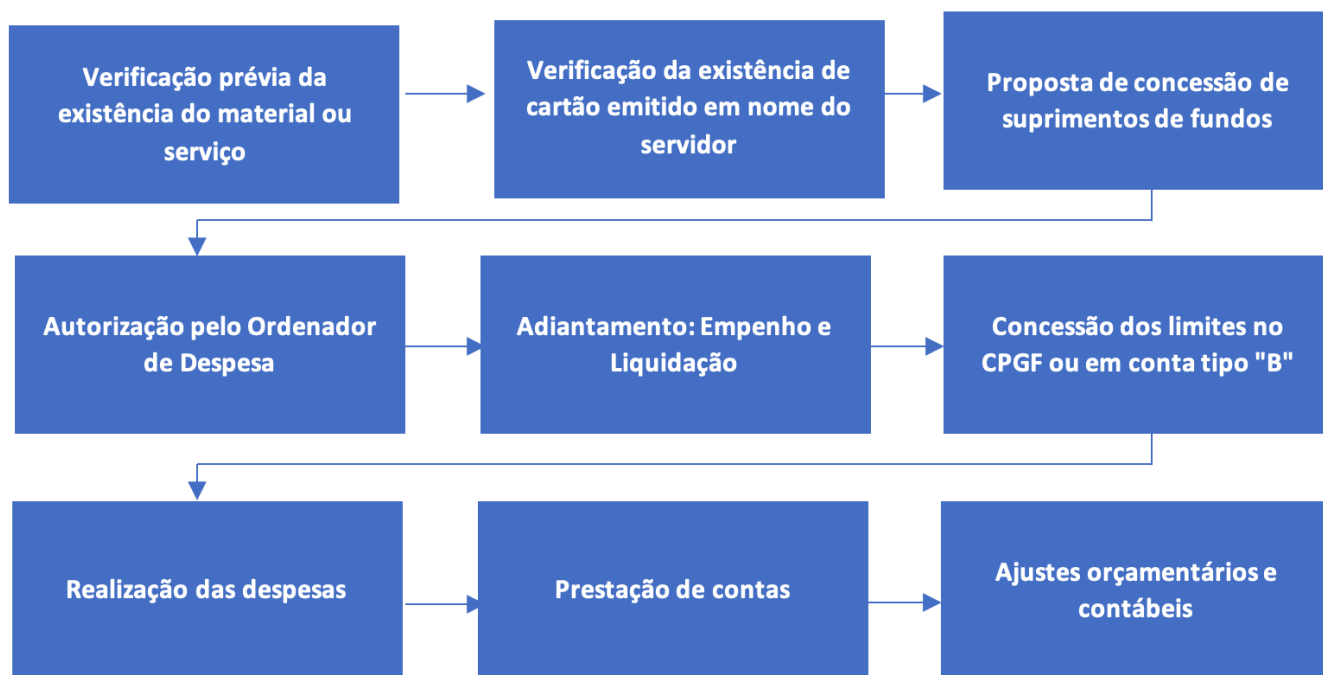 Verificação prévia da
existência do material ou
serviço
Verificação da existência de
cartão emitido em nome do
servidor
Proposta de concessão de
suprimentos de fundos
Autorização pelo Ordenador
de Despesa
Adiantamento: Empenho e
Liquidação
Concessão dos limites no
CPGF ou em conta tipo "B"
Realização das despesas
Prestação de contas
Ajustes orçamentários e
contábeis